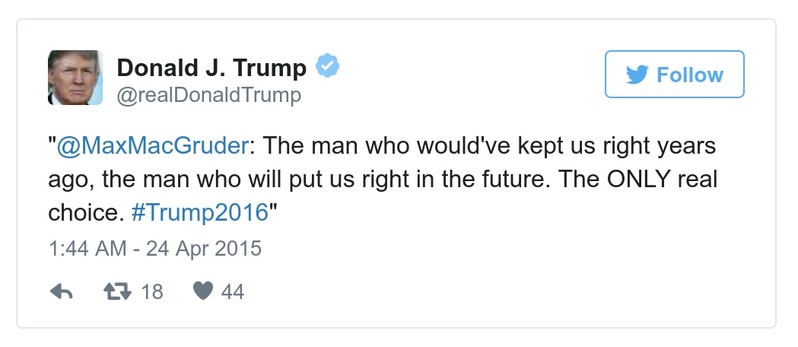 Donald J. Trump
@realDonaldTrump
Follow
"@MaxMacGruder: The man who would've kept us right years
ago, the man who will put us right in the future. The ONLY real
choice. #Trump2016"
1:44 AM - 24 Apr 2015
18 44